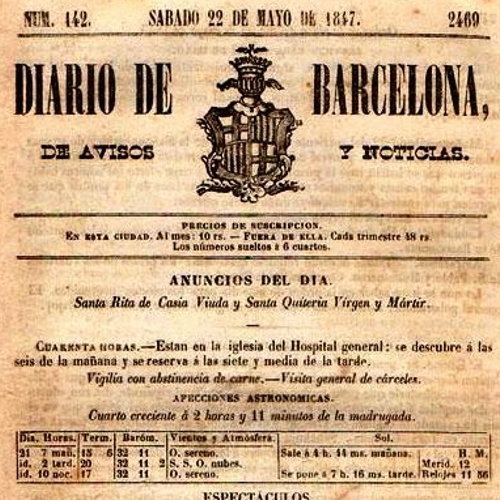 NUM. 142. SABADO 22 DE MAYO DE 1847. 2469
DIARIO DE BARCELONA,
DE AVISOS Y NOTICIAS.
PRECIOS DE SUSCRIPCION.
EN ESTA CIUDAD. Al mes: 10 rs. — FUERA DE ELLA. Cada trimestre 48 rs.
Los números sueltos á 6 cuartos.
ANUNCIOS DEL DIA.
Santa Rita de Casia Viuda y Santa Quiteria Vírgen y Mártir.
CUARENTA HORAS.—Estan en la iglesia del Hospital general: se descubre á las
seis de la mañana y se reserva á las siete y media de la tarde.
Vigilia con abstinencia de carne.—Visita general de cárceles.
AFECCIONES ASTRONOMICAS.
Cuarto creciente á 2 horas y 11 minutos de la madrugada.
Dia. Horas. Term. Baróm. Vientos y Atmósfera. Sol.
21 7 mañ. 15 6 32 11 O. sereno. Sale á 4 h. 44 ms. mañana. H. M.
id. 2 tard. 20 32 11 2 S. S. O. nubes. Merid. 12
id. 10 noc. 17 32 11 O. sereno. Se pone á 7 h. 16 ms. tarde. Relojes 11 56
ESPECTACULOS.